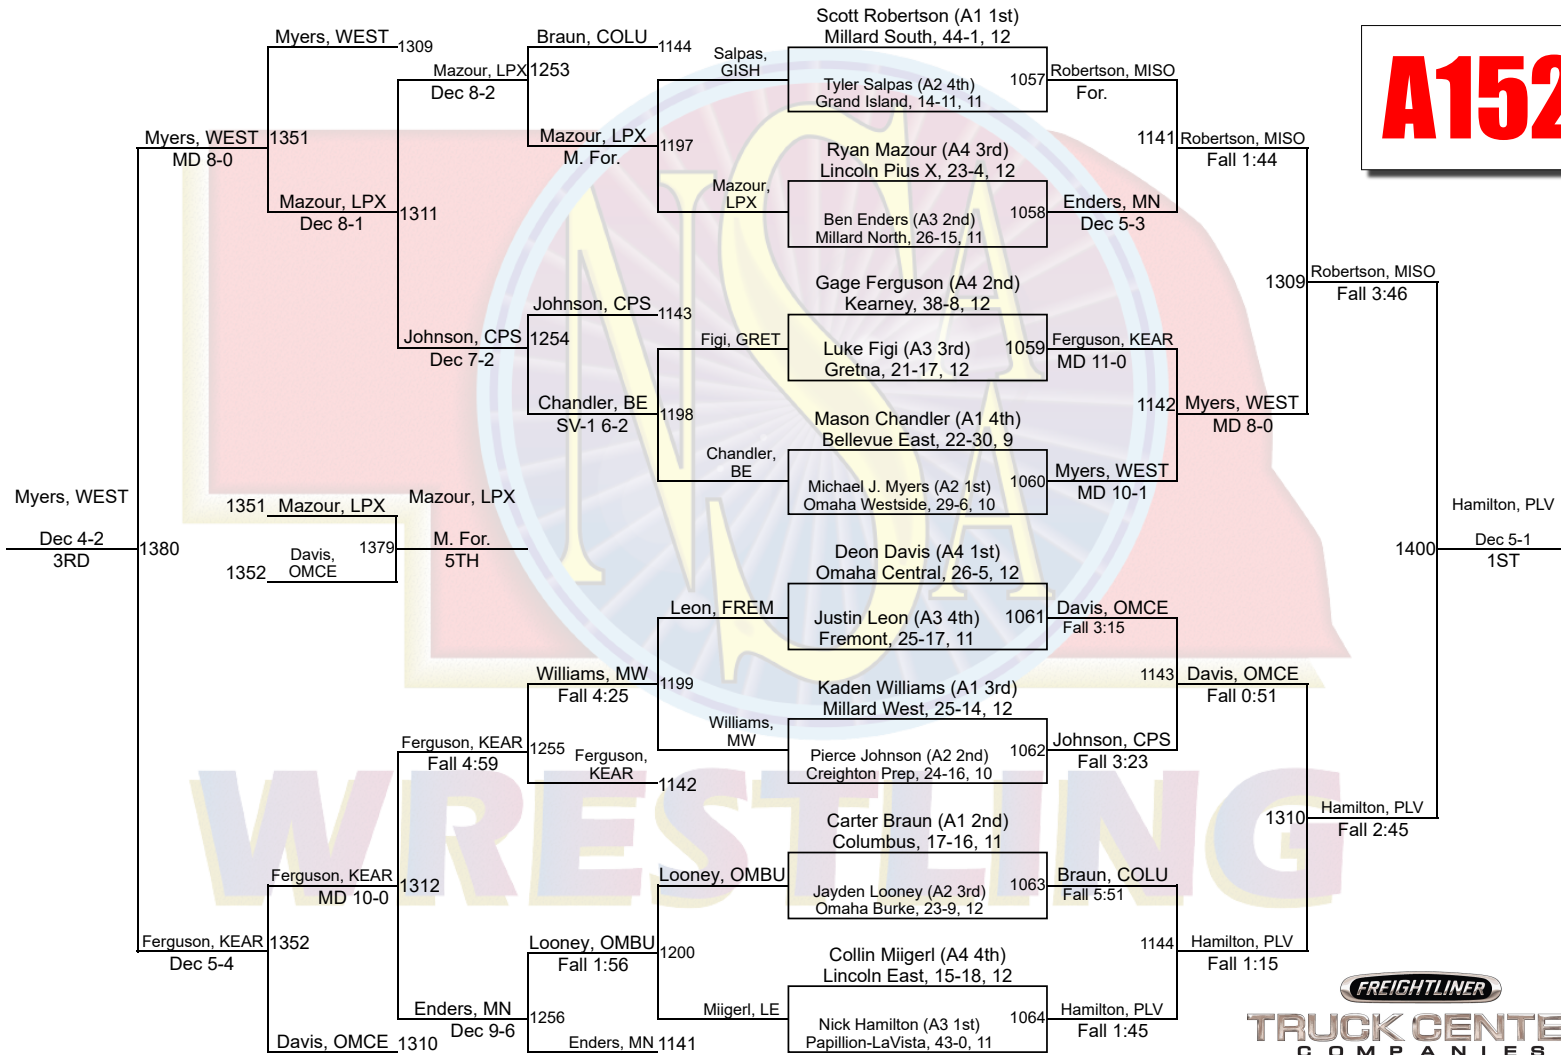 Scott Robertson (A1 1st)
Millard South, 44-1, 12
Tyler Salpas (A2 4th)
Grand Island, 14-11, 11
Ryan Mazour (A4 3rd)
Lincoln Pius X, 23-4, 12
Ben Enders (A3 2nd)
Millard North, 26-15, 11
Gage Ferguson (A4 2nd)
Kearney, 38-8, 12
Luke Figi (A3 3rd)
Gretna, 21-17, 12
Mason Chandler (A1 4th)
Bellevue East, 22-30, 9
Michael J. Myers (A2 1st)
Omaha Westside, 29-6, 10
Deon Davis (A4 1st)
Omaha Central, 26-5, 12
Justin Leon (A3 4th)
Fremont, 25-17, 11
Kaden Williams (A1 3rd)
Millard West, 25-14, 12
Pierce Johnson (A2 2nd)
Creighton Prep, 24-16, 10
Carter Braun (A1 2nd)
Columbus, 17-16, 11
Jayden Looney (A2 3rd)
Omaha Burke, 23-9, 12
Collin Miigerl (A4 4th)
Lincoln East, 15-18, 12
Nick Hamilton (A3 1st)
Papillion-LaVista, 43-0, 11
1057
Robertson, MISO
For.
1058
Enders, MN
Dec 5-3
1059
Ferguson, KEAR
MD 11-0
1060
Myers, WEST
MD 10-1
1061
Davis, OMCE
Fall 3:15
1062
Johnson, CPS
Fall 3:23
1063
Braun, COLU
Fall 5:51
1064
Hamilton, PLV
Fall 1:45
1141
Robertson, MISO
Fall 1:44
1142
Myers, WEST
MD 8-0
1143
Davis, OMCE
Fall 0:51
1144
Hamilton, PLV
Fall 1:15
1309
Robertson, MISO
Fall 3:46
1310
Hamilton, PLV
Fall 2:45
1400
Hamilton, PLV
Dec 5-1
1ST
Salpas,
GISH
Mazour,
LPX
Figi, GRET
Chandler,
BE
Leon, FREM
Williams,
MW
Looney, OMBU
Miigerl, LE
Braun, COLU
1144
1197
Mazour, LPX
M. For.
Johnson, CPS
1143
1198
Chandler, BE
SV-1 6-2
1199
Williams, MW
Fall 4:25
Ferguson,
KEAR
1142
1200
Looney, OMBU
Fall 1:56
Enders, MN
1141
1253
Mazour, LPX
Dec 8-2
1254
Johnson, CPS
Dec 7-2
1255
Ferguson, KEAR
Fall 4:59
1256
Enders, MN
Dec 9-6
Myers, WEST
1309
1311
Mazour, LPX
Dec 8-1
1312
Ferguson, KEAR
MD 10-0
Davis, OMCE
1310
1351
Myers, WEST
MD 8-0
1352
Ferguson, KEAR
Dec 5-4
1380
Myers, WEST
Dec 4-2
3RD
1351
Mazour, LPX
1352
Davis,
OMCE
1379
Mazour, LPX
M. For.
5TH
A152
NSAA
WRESTLING
FREIGHTLINER
TRUCK CENTE
COMPANIES